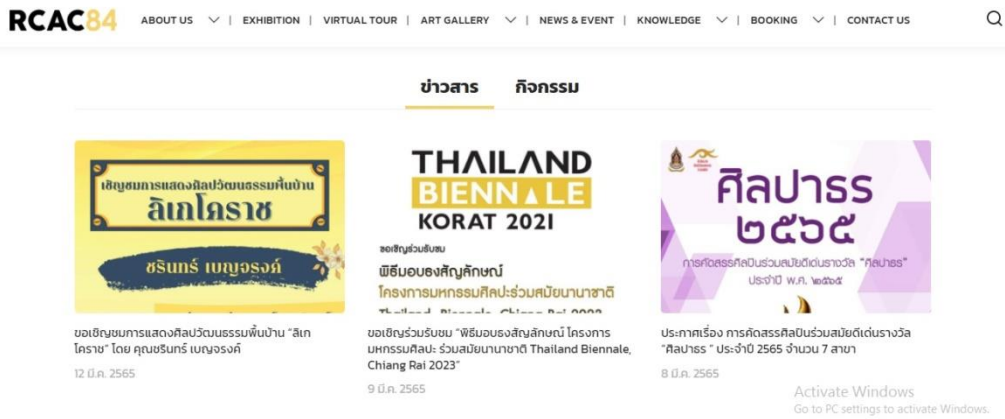 RCAC84 ABOUT US | EXHIBITION | VIRTUAL TOUR | ART GALLERY | NEWS & EVENT | KNOWLEDGE | BOOKING | CONTACT US
ข่าวสาร กิจกรรม
เชิญชมการแสดงศิลปวัฒนธรรมพื้นบ้าน
ลิเกโคราช
ชรินทร์ เบญจรงค์
ขอเชิญชมการแสดงศิลปวัฒนธรรมพื้นบ้าน “ลิเก
โคราช” โดย คุณชรินทร์ เบญจรงค์
12 มี.ค. 2565
THAILAND
BIENNALE
KORAT 2021
ขอเชิญร่วมรับชม
พิธีมอบธงสัญลักษณ์
โครงการมหกรรมศิลปะร่วมสมัยนานาชาติ
Thailand Biennale, Chiang Rai 2023
ขอเชิญร่วมรับชม “พิธีมอบธงสัญลักษณ์ โครงการ
มหกรรมศิลปะ ร่วมสมัยนานาชาติ Thailand Biennale,
Chiang Rai 2023”
9 มี.ค. 2565
ศิลปาธร
๒๕๖๕
การคัดสรรศิลปินร่วมสมัยดีเด่นรางวัล “ศิลปาธร”
ประจำปี พ.ศ. ๒๕๖๕
ประกาศเรื่อง การคัดสรรศิลปินร่วมสมัยดีเด่นรางวัล
“ศิลปาธร ” ประจำปี 2565 จำนวน 7 สาขา
8 มี.ค. 2565
Activate Windows
Go to PC settings to activate Windows.